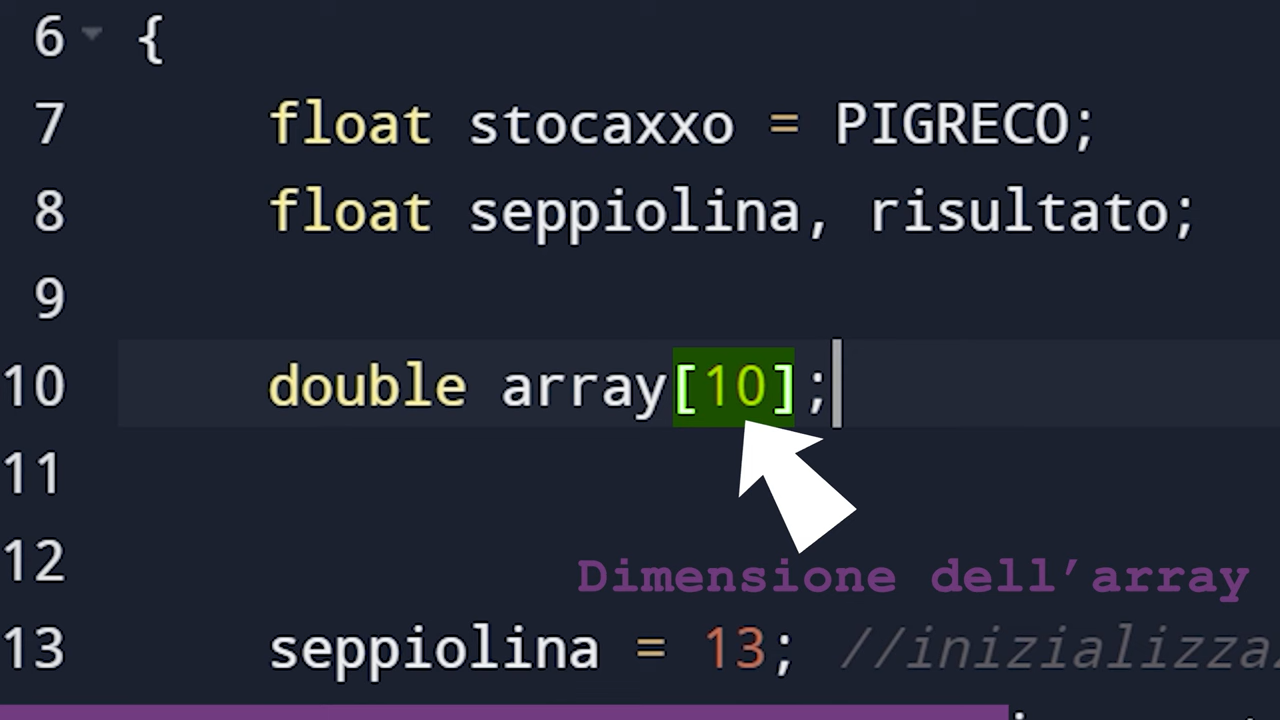 6 {
7 float stocaxxo = PIGRECO;
8 float seppiolina, risultato;
9
10 double array[10];
11
12
Dimensione dell’array
13 seppiolina = 13; //inizializza